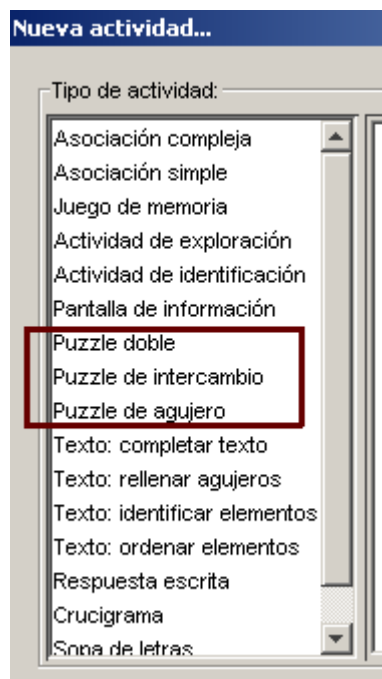 Nueva actividad...
Tipo de actividad:
Asociación compleja
Asociación simple
Juego de memoria
Actividad de exploración
Actividad de identificación
Pantalla de información
Puzzle doble
Puzzle de intercambio
Puzzle de agujero
Texto: completar texto
Texto: rellenar agujeros
Texto: identificar elementos
Texto: ordenar elementos
Respuesta escrita
Crucigrama
Sopa de letras